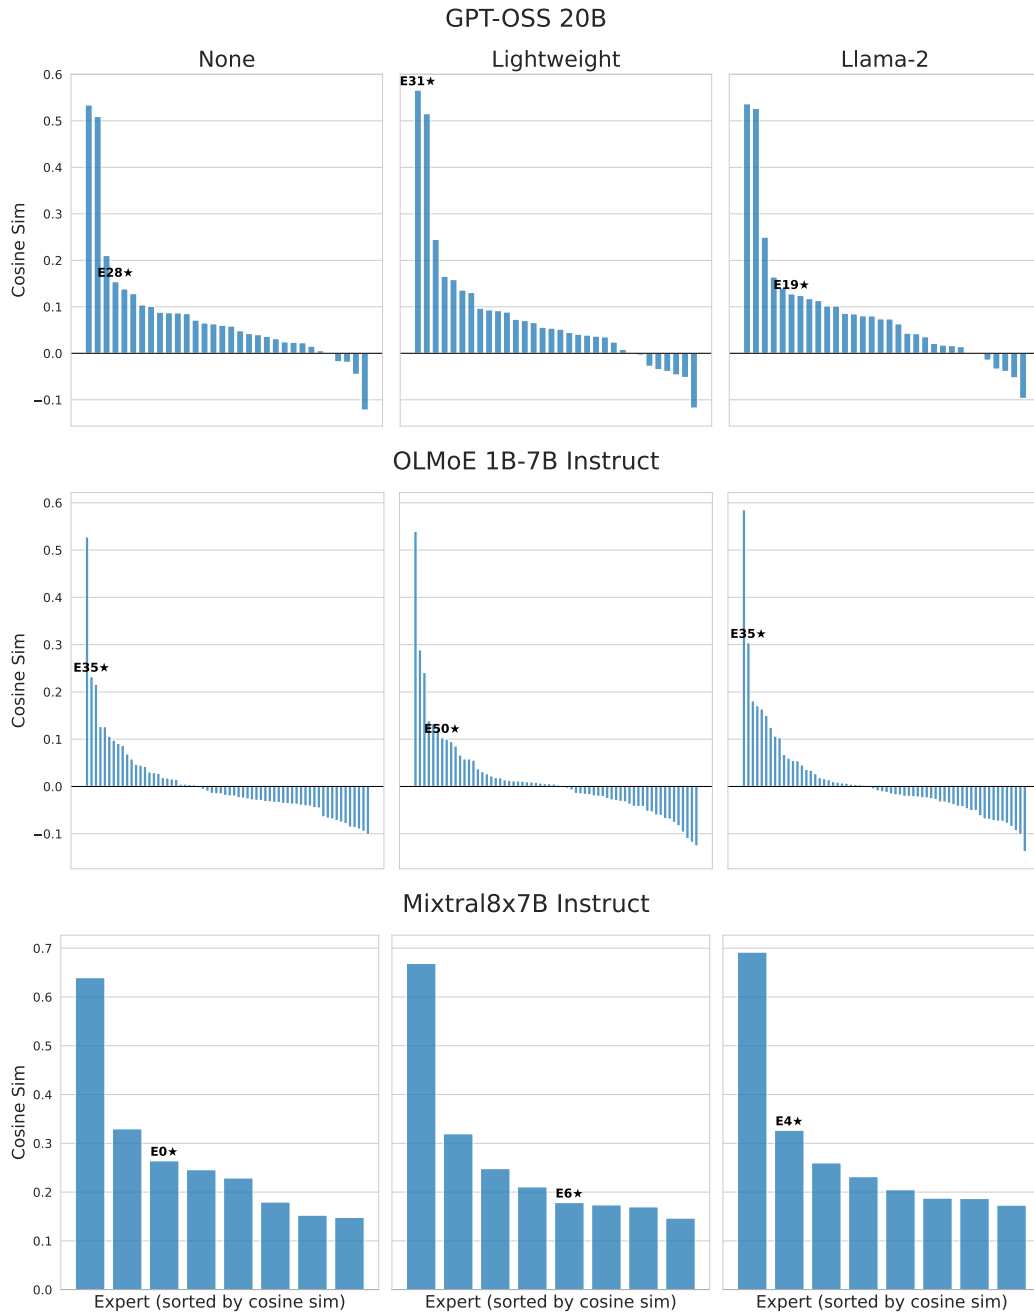 GPT-OSS 20B
None
Lightweight
Llama-2
0.6
0.5
0.4
0.3
0.2
0.1
0.0
−0.1
Cosine Sim
E28★
E31★
E19★
OLMoE 1B-7B Instruct
0.6
0.5
0.4
0.3
0.2
0.1
0.0
−0.1
Cosine Sim
E35★
E50★
E35★
Mixtral8x7B Instruct
0.7
0.6
0.5
0.4
0.3
0.2
0.1
0.0
Cosine Sim
E0★
E6★
E4★
Expert (sorted by cosine sim)
Expert (sorted by cosine sim)
Expert (sorted by cosine sim)